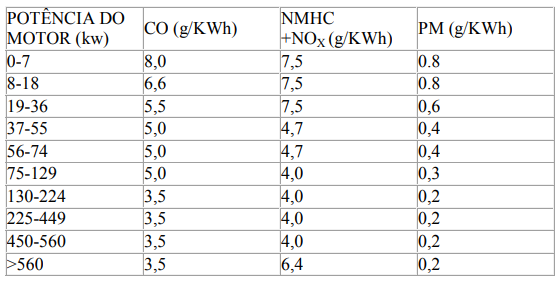 POTÊNCIA DO MOTOR (kw) CO (g/KWh) NMHC +NOX (g/KWh) PM (g/KWh)
0-7 8,0 7,5 0.8
8-18 6,6 7,5 0.8
19-36 5,5 7,5 0,6
37-55 5,0 4,7 0,4
56-74 5,0 4,7 0,4
75-129 5,0 4,0 0,3
130-224 3,5 4,0 0,2
225-449 3,5 4,0 0,2
450-560 3,5 4,0 0,2
>560 3,5 6,4 0,2